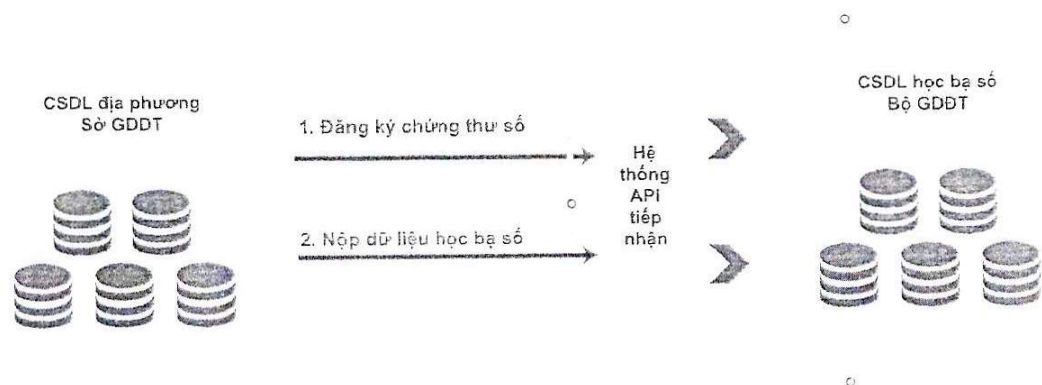 CSDL địa phương
Sở GDDT
1. Đăng ký chứng thư số
2. Nộp dữ liệu học bạ số
Hệ
thống
API
tiếp
nhận
CSDL học bạ số
Bộ GDĐT